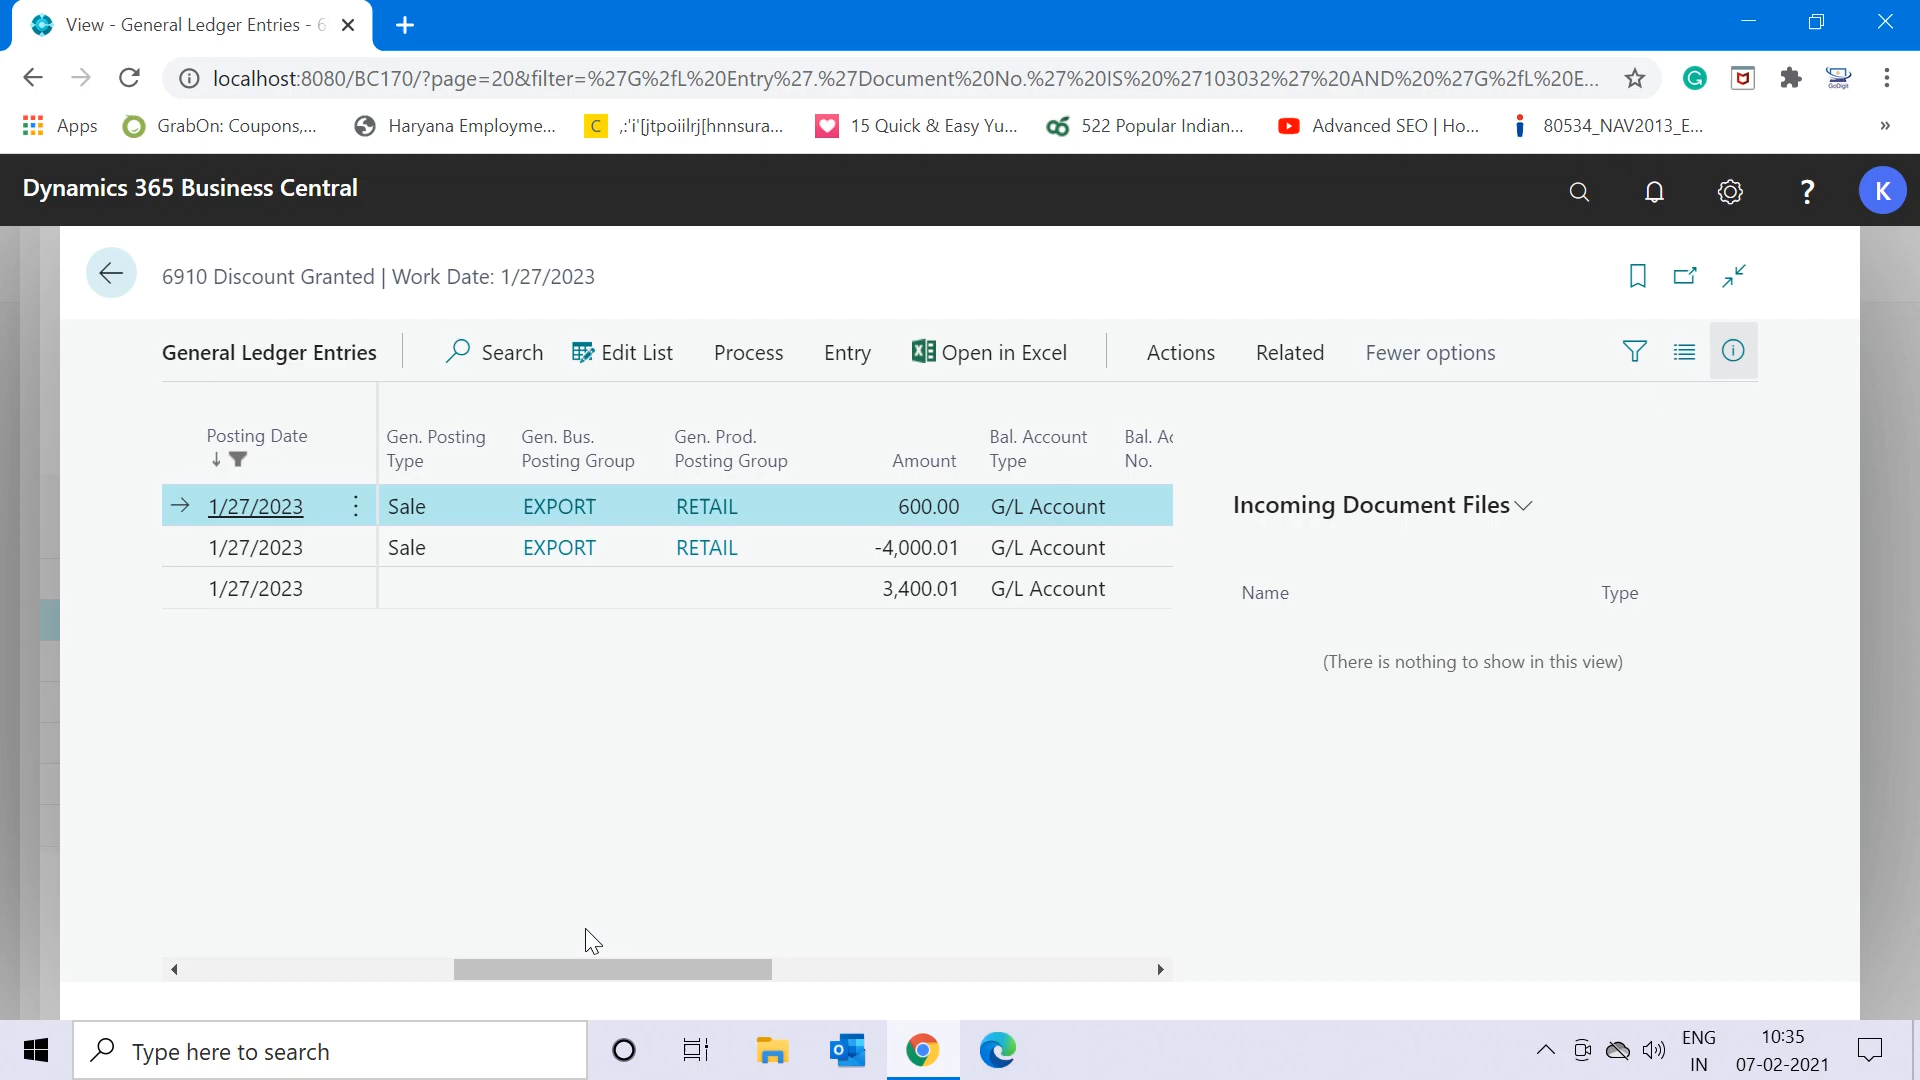 View - General Ledger Entries - 6
localhost:8080/BC170/?page=20&filter=%27G%2fL%20Entry%27.%27Document%20No.%27%20IS%20%27103032%27%20AND%20%27G%2fL%20E...
Apps GrabOn: Coupons,... Haryana Employme... C ,;'i'[jtpoiilrj[hnnsura... 15 Quick & Easy Yu... 522 Popular Indian... Advanced SEO | Ho... 80534_NAV2013_E... »
Dynamics 365 Business Central
? K
6910 Discount Granted | Work Date: 1/27/2023
General Ledger Entries Search Edit List Process Entry Open in Excel Actions Related Fewer options
Posting Date
Gen. Posting Type
Gen. Bus. Posting Group
Gen. Prod. Posting Group
Amount
Bal. Account Type
Bal. Ac No.
1/27/2023 Sale EXPORT RETAIL 600.00 G/L Account
1/27/2023 Sale EXPORT RETAIL -4,000.01 G/L Account
1/27/2023 3,400.01 G/L Account
Incoming Document Files
Name Type
(There is nothing to show in this view)
Type here to search
ENG
IN
10:35
07-02-2021